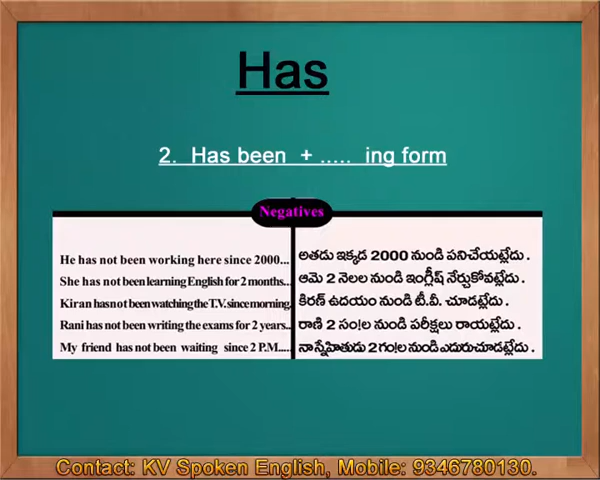 Has
2. Has been + ..... ing form
Negatives
He has not been working here since 2000... అతడు ఇక్కడ 2000 నుండి పనిచేయట్లేదు .
She has not been learning English for 2 months... ఆమె 2 నెలల నుండి ఇంగ్లీష్ నేర్చుకోవట్లేదు .
Kiran has not been watching the T.V. since morning. కిరణ్ ఉదయం నుండి టీ.వీ. చూడట్లేదు .
Rani has not been writing the exams for 2 years... రాణి 2 సం!ల నుండి పరీక్షలు రాయట్లేదు .
My friend has not been waiting since 2 P.M..... నాస్నేహితుడు 2 గం!ల నుండి ఎదురుచూడట్లేదు .
Contact: KV Spoken English, Mobile: 9346780130.